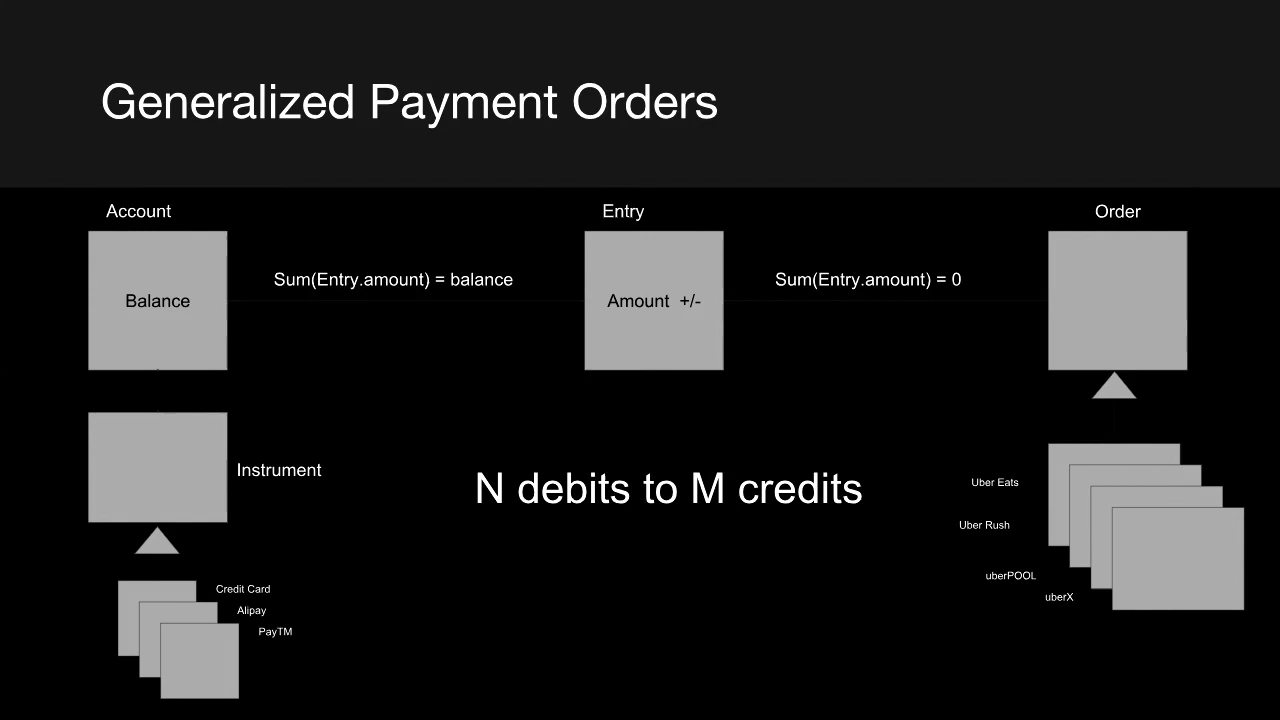 Generalized Payment Orders
Account
Entry
Order
Sum(Entry.amount) = balance
Sum(Entry.amount) = 0
Balance
Amount +/-
Instrument
N debits to M credits
Uber Eats
Uber Rush
uberPOOL
uberX
Credit Card
Alipay
PayTM